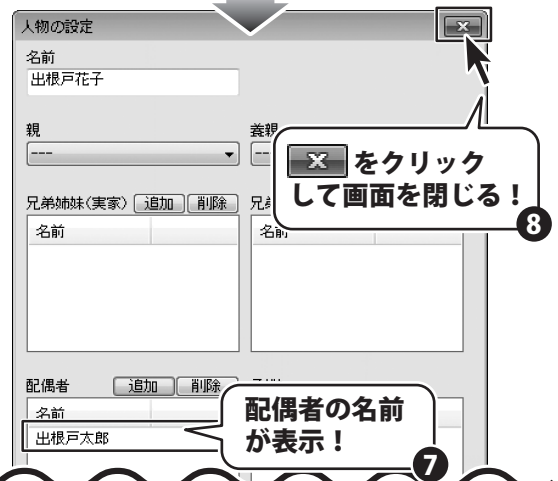 人物の設定
名前
出根戸花子
親
養親
---
兄弟姉妹(実家) 追加 削除
名前
名前
をクリック
して画面を閉じる!
8
配偶者 追加 削除
名前
出根戸太郎
配偶者の名前
が表示!
7